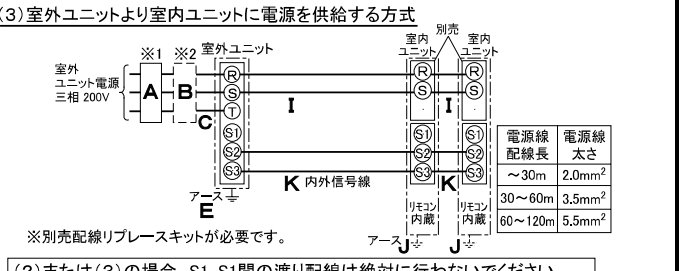 (3)室外ユニットより室内ユニットに電源を供給する方式
別売
※1 ※2 室外ユニット
室内
ユニット
室内
ユニット
室外
ユニット電源
三相 200V
A
B
C
R
S
T
S1
S2
S3
I
R
S
S1
S2
S3
I
R
S
S1
S2
S3
K 内外信号線
K
アース
E
リモコン
内蔵
リモコン
内蔵
アース J
J
電源線
配線長
電源線
太さ
~30m 2.0mm²
30~60m 3.5mm²
60~120m 5.5mm²
※別売配線リプレースキットが必要です。
(2)または(3)の場合、S1-S1間の渡り配線は絶対に行わないでください